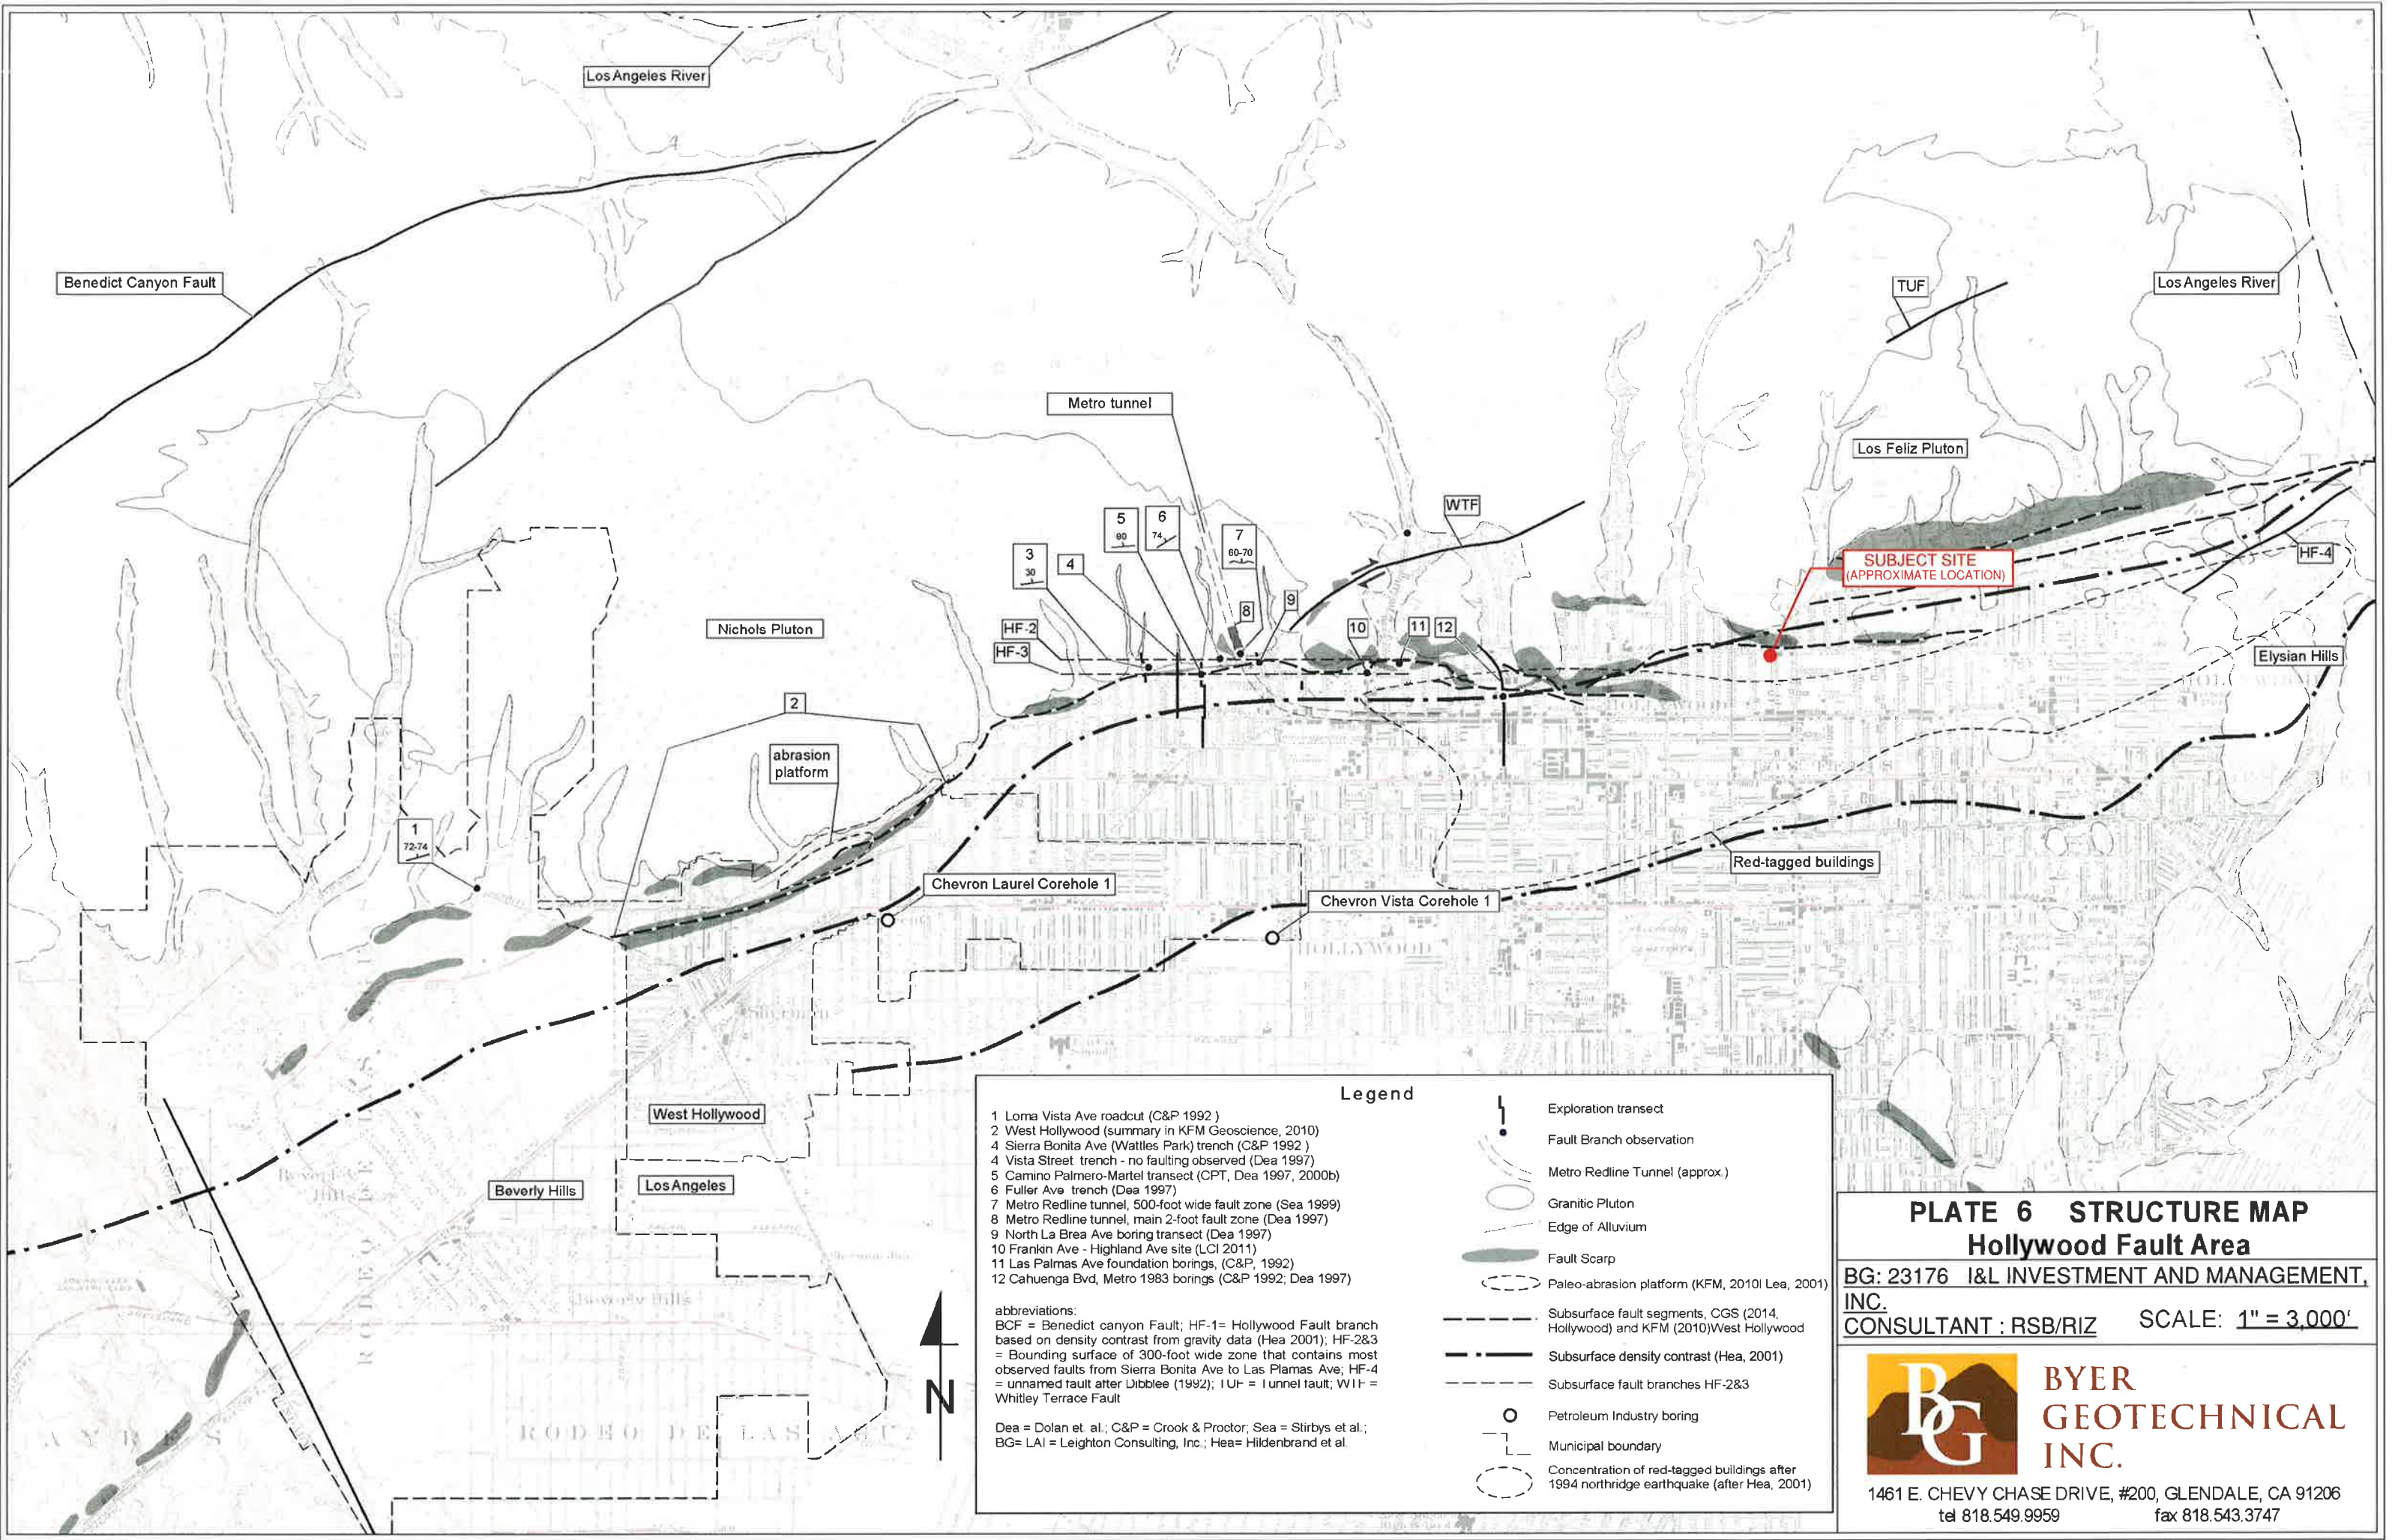 Los Angeles River
Benedict Canyon Fault
TUF
Los Angeles River
Metro tunnel
Los Feliz Pluton
WTF
5
80
6
74
7
60-70
3
30
4
HF-4
SUBJECT SITE
(APPROXIMATE LOCATION)
8
9
Nichols Pluton
HF-2
HF-3
10
11
12
Elysian Hills
2
abrasion
platform
1
72-74
Red-tagged buildings
Chevron Laurel Corehole 1
Chevron Vista Corehole 1
HOLLYWOOD
West Hollywood
Beverly Hills
Los Angeles
Beverly Hills
RODEO DE LAS
Legend
1 Loma Vista Ave roadcut (C&P 1992 )
2 West Hollywood (summary in KFM Geoscience, 2010)
4 Sierra Bonita Ave (Wattles Park) trench (C&P 1992 )
4 Vista Street trench - no faulting observed (Dea 1997)
5 Camino Palmero-Martel transect (CPT, Dea 1997, 2000b)
6 Fuller Ave trench (Dea 1997)
7 Metro Redline tunnel, 500-foot wide fault zone (Sea 1999)
8 Metro Redline tunnel, main 2-foot fault zone (Dea 1997)
9 North La Brea Ave boring transect (Dea 1997)
10 Frankin Ave - Highland Ave site (LCI 2011)
11 Las Palmas Ave foundation borings, (C&P, 1992)
12 Cahuenga Bvd, Metro 1983 borings (C&P 1992; Dea 1997)
abbreviations:
BCF = Benedict canyon Fault; HF-1= Hollywood Fault branch
based on density contrast from gravity data (Hea 2001); HF-2&3
= Bounding surface of 300-foot wide zone that contains most
observed faults from Sierra Bonita Ave to Las Plamas Ave; HF-4
= unnamed fault after Dibblee (1992); TUF = Tunnel fault; WTF =
Whitley Terrace Fault
Dea = Dolan et. al.; C&P = Crook & Proctor; Sea = Stirbys et al.;
BG= LAI = Leighton Consulting, Inc.; Hea= Hildenbrand et al.
Exploration transect
Fault Branch observation
Metro Redline Tunnel (approx.)
Granitic Pluton
Edge of Alluvium
Fault Scarp
Paleo-abrasion platform (KFM, 2010l Lea, 2001)
Subsurface fault segments, CGS (2014,
Hollywood) and KFM (2010)West Hollywood
Subsurface density contrast (Hea, 2001)
Subsurface fault branches HF-2&3
Petroleum Industry boring
Municipal boundary
Concentration of red-tagged buildings after
1994 northridge earthquake (after Hea, 2001)
N
PLATE 6 STRUCTURE MAP
Hollywood Fault Area
BG: 23176 I&L INVESTMENT AND MANAGEMENT,
INC.
CONSULTANT : RSB/RIZ SCALE: 1" = 3,000'
BG
BYER
GEOTECHNICAL
INC.
1461 E. CHEVY CHASE DRIVE, #200, GLENDALE, CA 91206
tel 818.549.9959 fax 818.543.3747